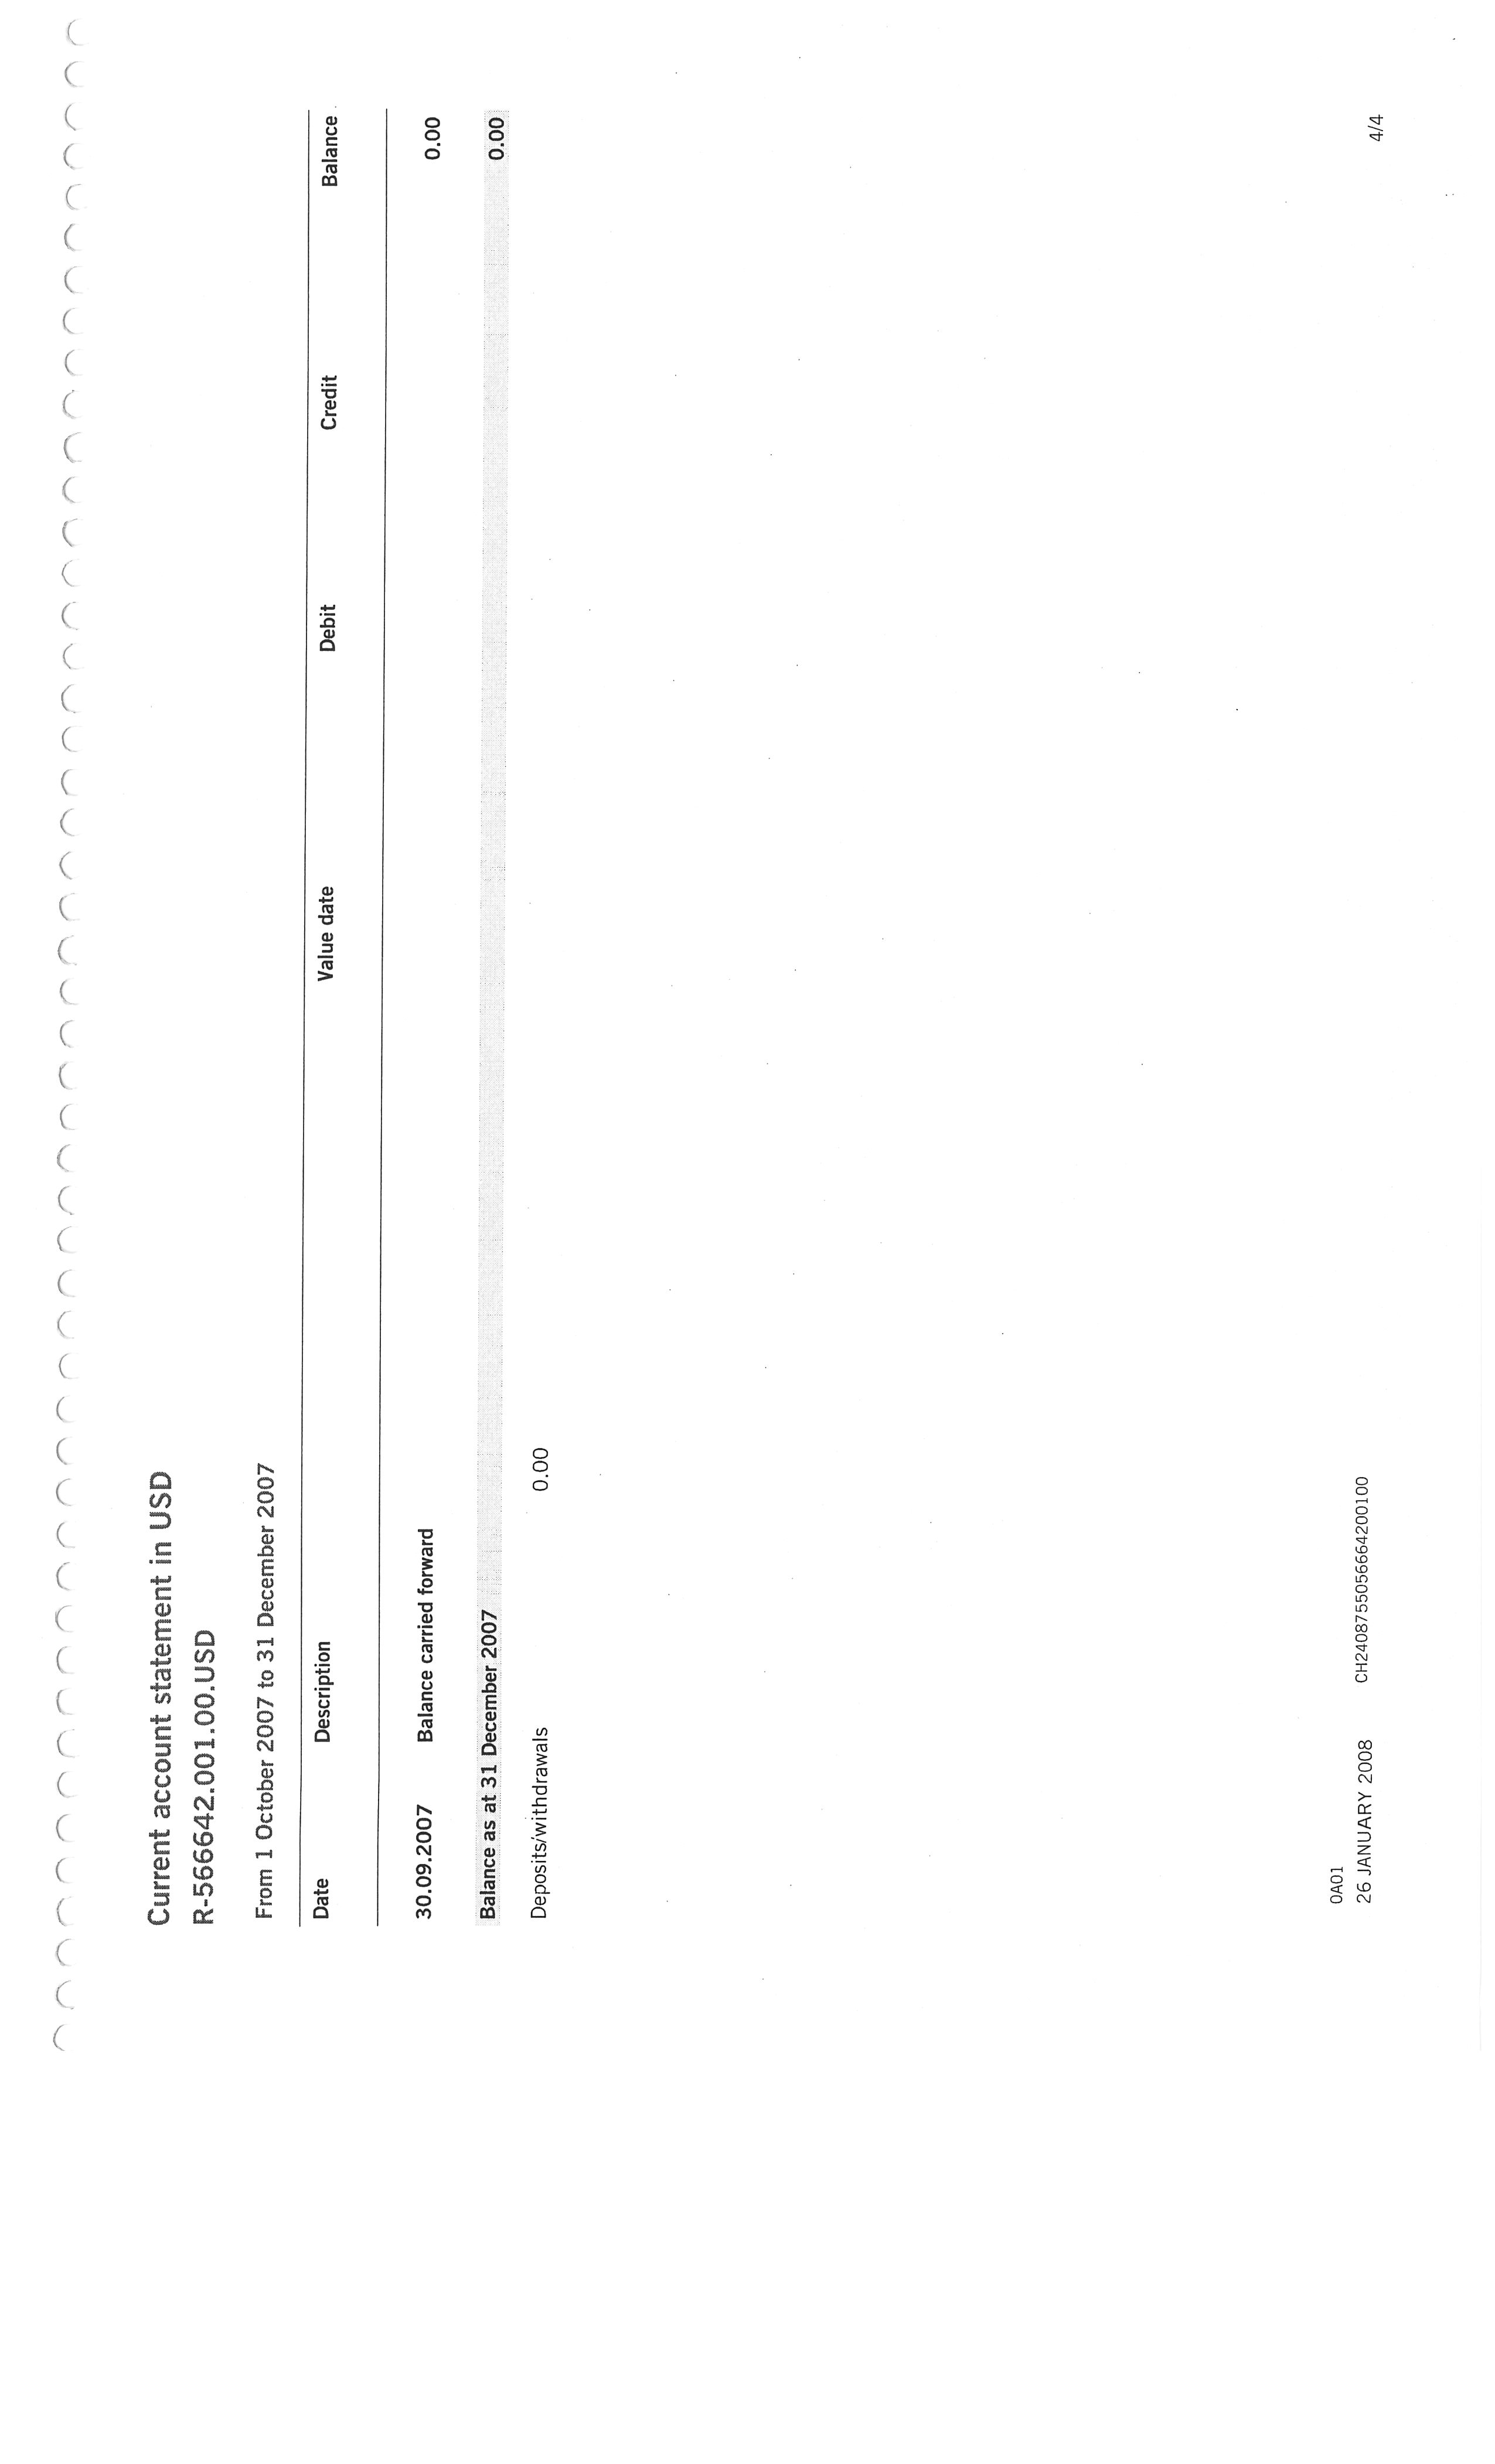 Current account statement in USD
R-566642.001.00.USD
From 1 October 2007 to 31 December 2007
Date Description Value date Debit Credit Balance
30.09.2007 Balance carried forward 0.00
Balance as at 31 December 2007 0.00
Deposits/withdrawals 0.00
0A01
26 JANUARY 2008 CH2408755056664200100
4/4